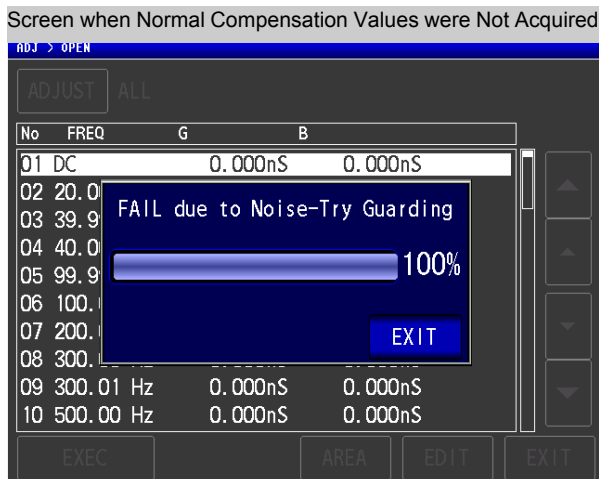 Screen when Normal Compensation Values were Not Acquired
ADJ > OPEN
ADJUST ALL
No FREQ G B
01 DC 0.000nS 0.000nS
02 20.0
03 39.9
04 40.0
05 99.9
06 100.
07 200.
08 300.
09 300.01 Hz 0.000nS 0.000nS
10 500.00 Hz 0.000nS 0.000nS
FAIL due to Noise-Try Guarding
100%
EXIT
EXEC AREA EDIT EXIT